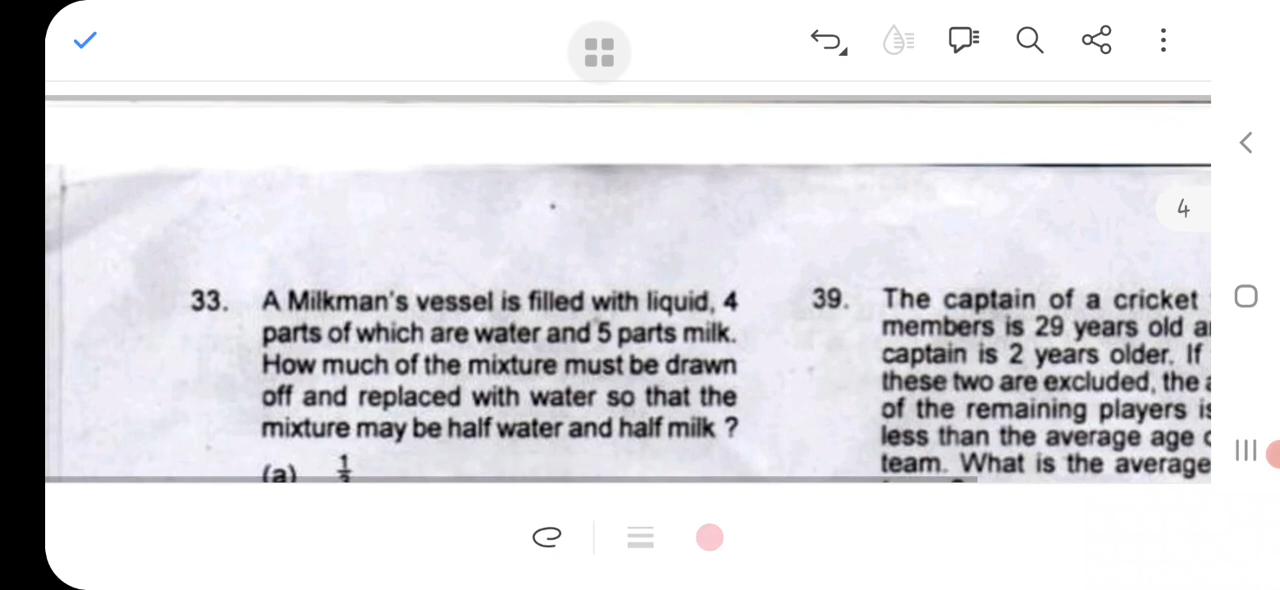 4
33. A Milkman's vessel is filled with liquid, 4
parts of which are water and 5 parts milk.
How much of the mixture must be drawn
off and replaced with water so that the
mixture may be half water and half milk ?
(a)
39. The captain of a cricket
members is 29 years old
captain is 2 years older. If
these two are excluded, the
of the remaining players
less than the average age
team. What is the average